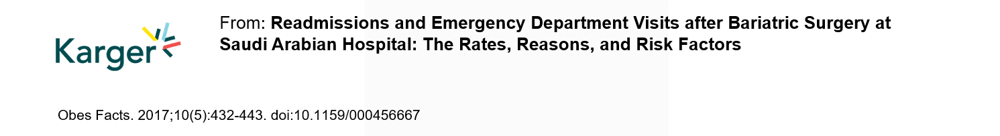 From: Readmissions and Emergency Department Visits after Bariatric Surgery at
Saudi Arabian Hospital: The Rates, Reasons, and Risk Factors
Karger
Obes Facts. 2017;10(5):432-443. doi:10.1159/000456667